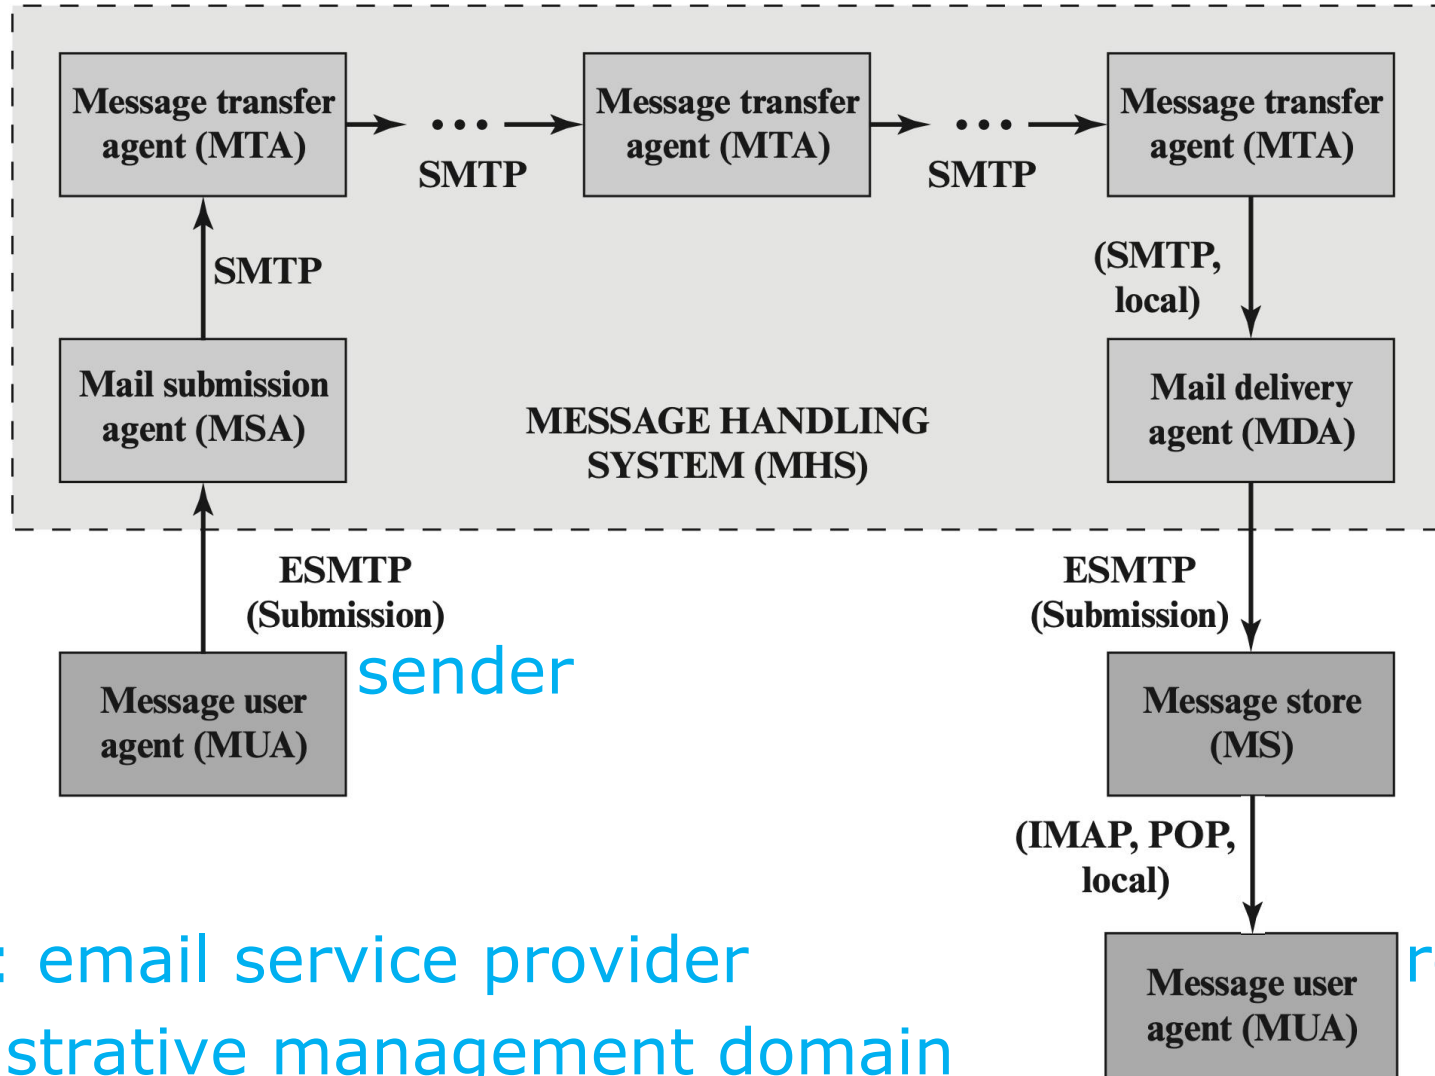 Message transfer
agent (MTA)
SMTP
Message transfer
agent (MTA)
SMTP
Message transfer
agent (MTA)
SMTP
(SMTP,
local)
Mail submission
agent (MSA)
MESSAGE HANDLING
SYSTEM (MHS)
Mail delivery
agent (MDA)
ESMTP
(Submission)
ESMTP
(Submission)
sender
Message user
agent (MUA)
Message store
(MS)
(IMAP, POP,
local)
: email service provider
Message user
agent (MUA)
management domain